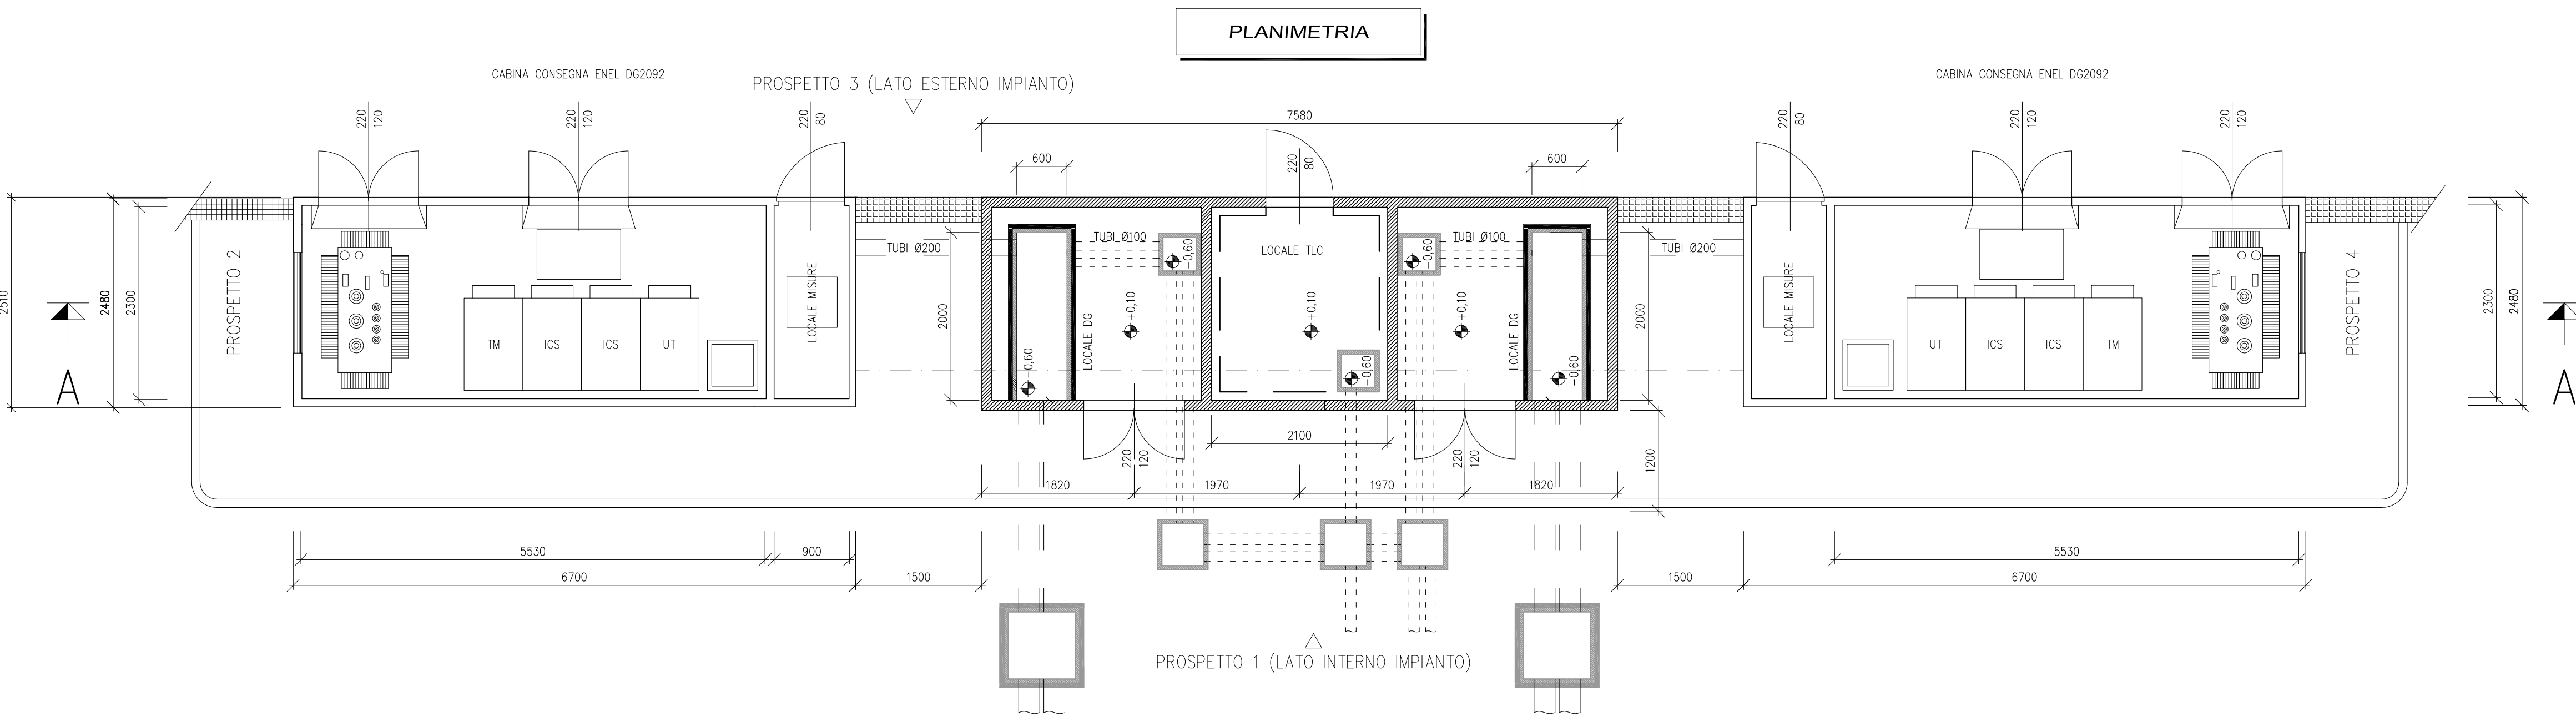 PLANIMETRIA
CABINA CONSEGNA ENEL DG2092
PROSPETTO 3 (LATO ESTERNO IMPIANTO)
CABINA CONSEGNA ENEL DG2092
220
120
220
120
220
80
7580
220
80
220
80
220
120
220
120
600
600
2510
2480
2300
PROSPETTO 2
A
TM
ICS
ICS
UT
LOCALE MISURE
TUBI Ø200
2000
TUBI Ø100
-0,60
LOCALE DG
+0,10
-0,60
LOCALE TLC
+0,10
-0,60
TUBI Ø100
-0,60
+0,10
LOCALE DG
-0,60
2000
TUBI Ø200
LOCALE MISURE
UT
ICS
ICS
TM
PROSPETTO 4
2300
2480
A
220
120
2100
220
120
1200
1820
1970
1970
1820
5530
900
6700
1500
1500
5530
6700
PROSPETTO 1 (LATO INTERNO IMPIANTO)